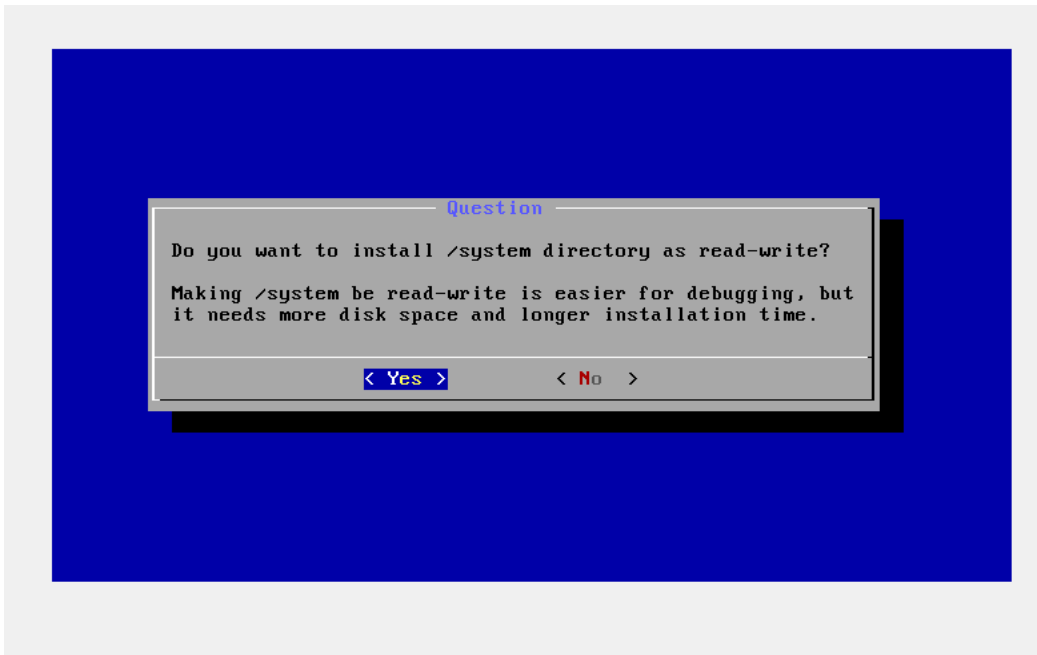 Question
Do you want to install /system directory as read-write?
Making /system be read-write is easier for debugging, but
it needs more disk space and longer installation time.
< Yes > < No >